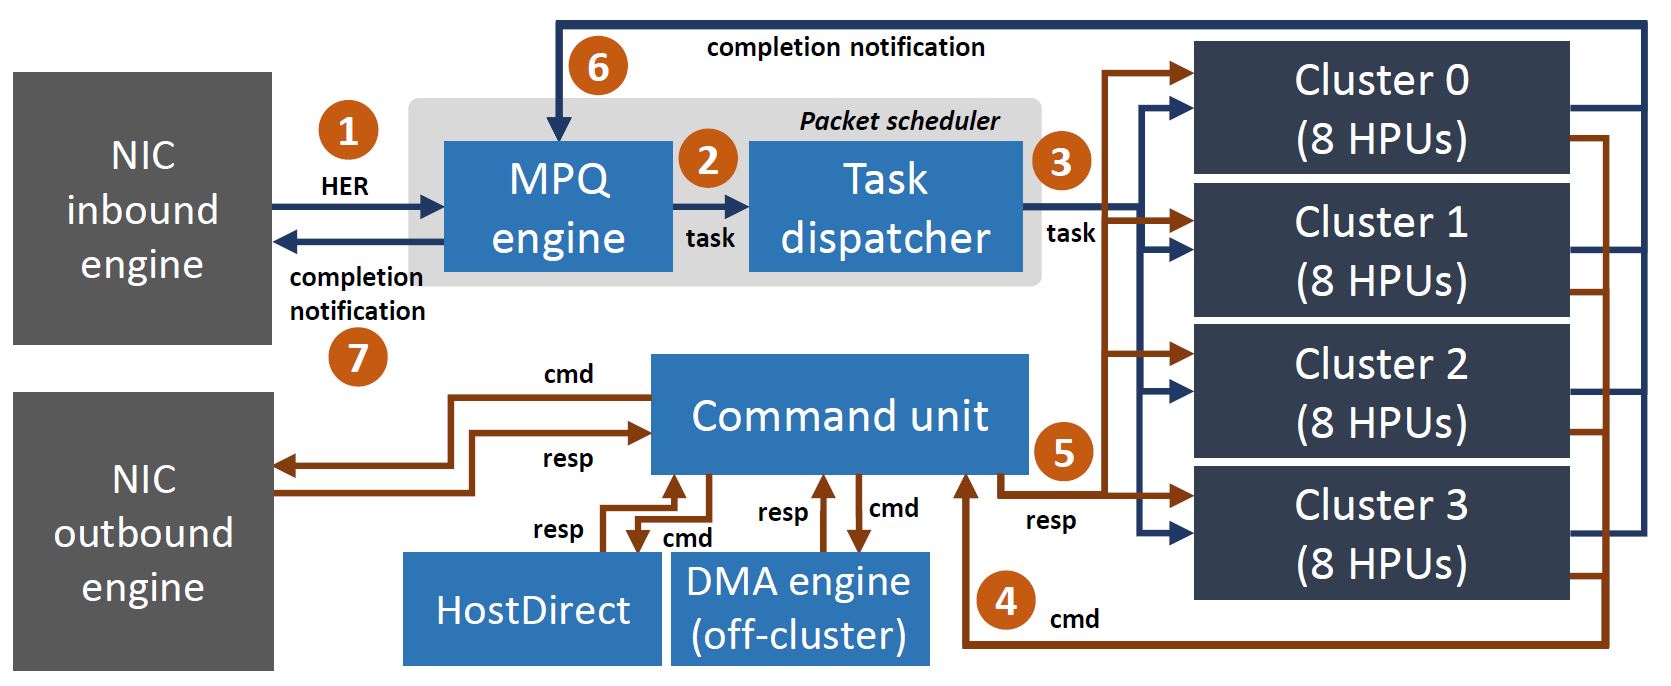 completion notification
6
Cluster 0
(8 HPUs)
1
Packet scheduler
NIC
inbound
engine
HER
MPQ
engine
2
task
Task
dispatcher
3
task
Cluster 1
(8 HPUs)
completion
notification
7
cmd
resp
Command unit
5
resp
Cluster 2
(8 HPUs)
NIC
outbound
engine
resp
cmd
resp
cmd
Cluster 3
(8 HPUs)
HostDirect
DMA engine
(off-cluster)
4
cmd